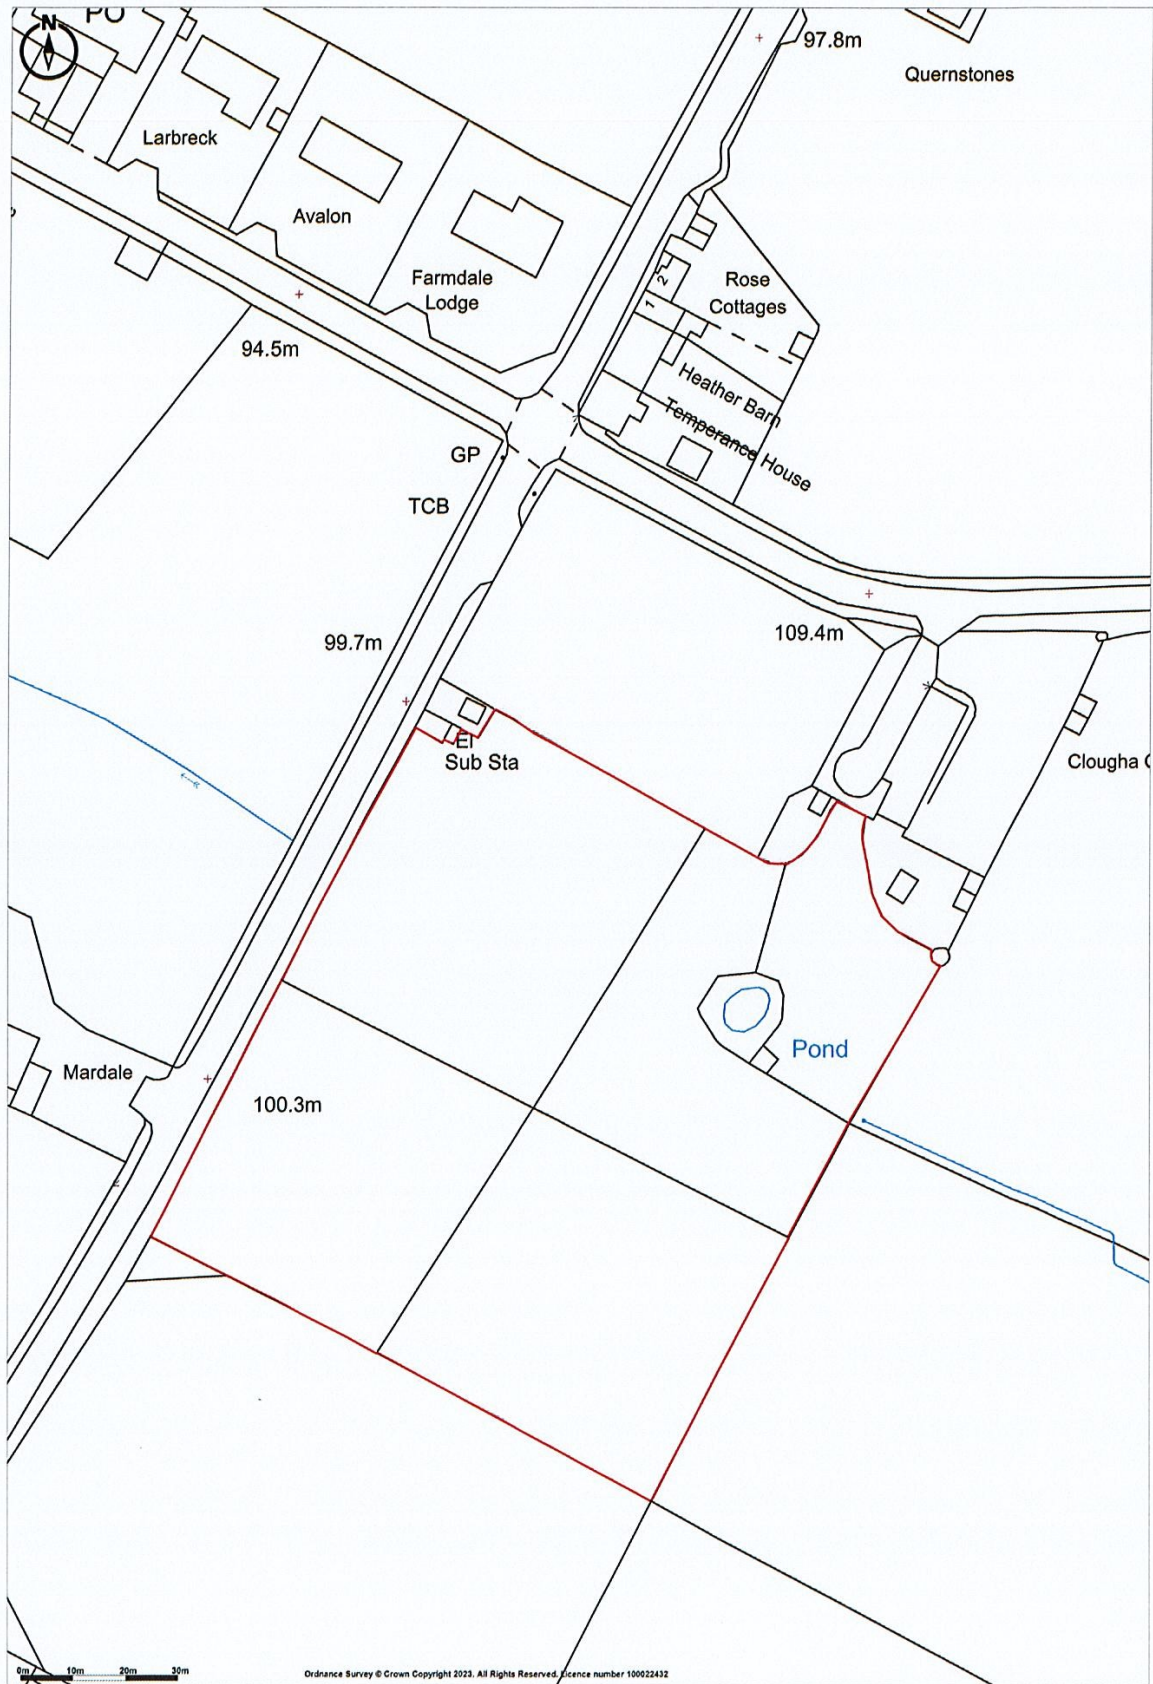 PO
N
97.8m
Quernstones
Larbreck
Avalon
Farmdale
Lodge
Rose
Cottages
2
1
94.5m
Heather Barn
Temperance House
GP
TCB
99.7m
109.4m
El
Sub Sta
Clougha
Pond
Mardale
100.3m
0m 10m 20m 30m
Ordnance Survey © Crown Copyright 2023. All Rights Reserved. Licence number 100022432